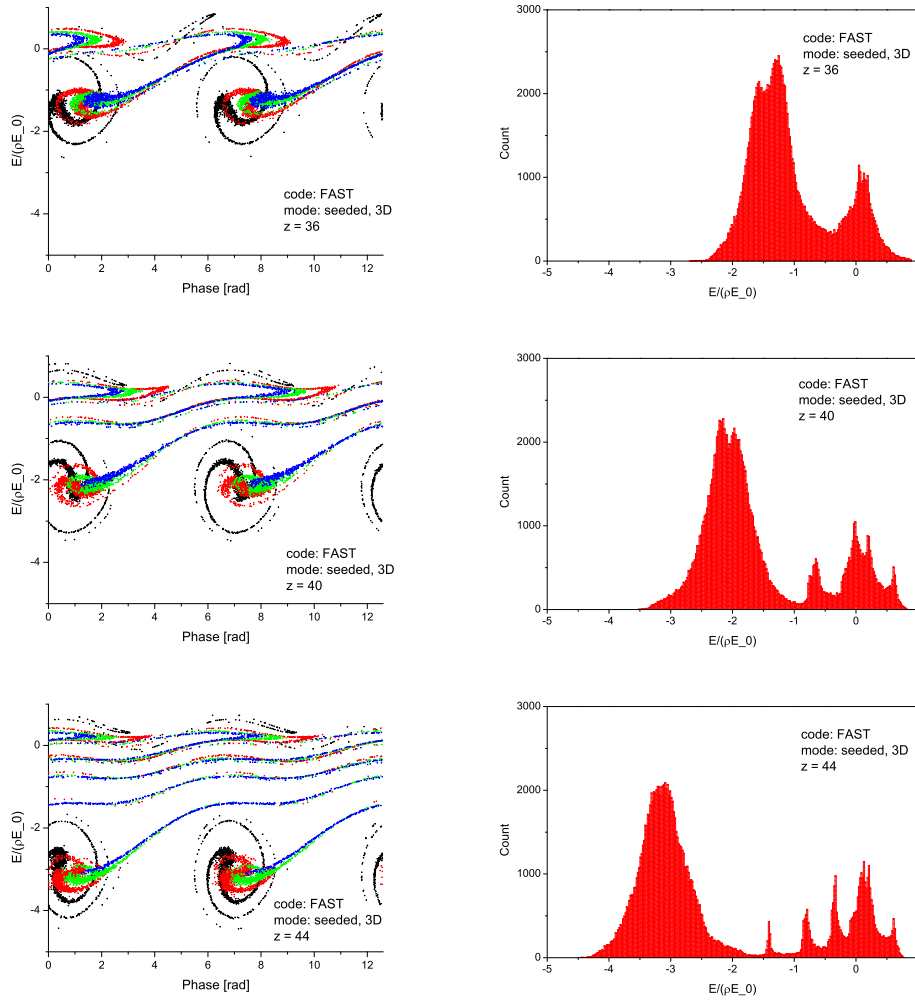 0
-2
-4
E/(ρE_0)
0 2 4 6 8 10 12
Phase [rad]
code: FAST
mode: seeded, 3D
z = 36
3000
2500
2000
1500
1000
500
0
Count
-5 -4 -3 -2 -1 0
E/(ρE_0)
code: FAST
mode: seeded, 3D
z = 36
0
-2
-4
E/(ρE_0)
0 2 4 6 8 10 12
Phase [rad]
code: FAST
mode: seeded, 3D
z = 40
3000
2000
1000
0
Count
-5 -4 -3 -2 -1 0
E/(ρE_0)
code: FAST
mode: seeded, 3D
z = 40
0
-2
-4
E/(ρE_0)
0 2 4 6 8 10 12
Phase [rad]
code: FAST
mode: seeded, 3D
z = 44
3000
2000
1000
0
Count
-5 -4 -3 -2 -1 0
E/(ρE_0)
code: FAST
mode: seeded, 3D
z = 44